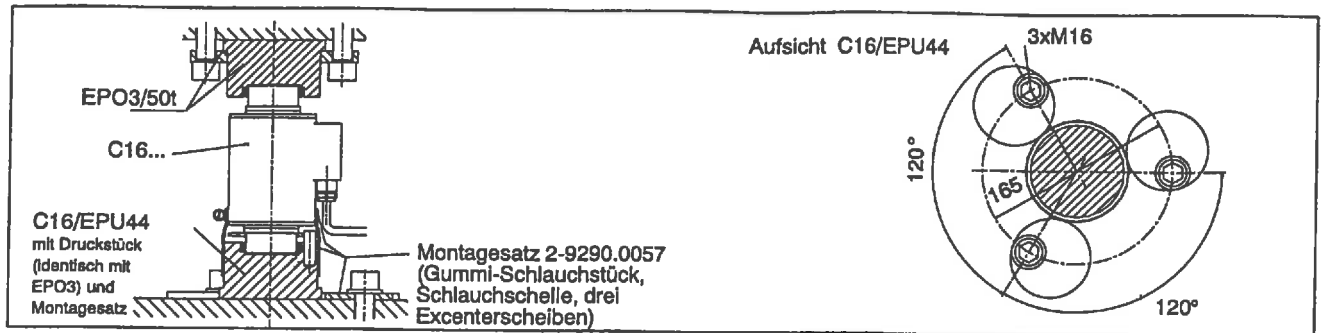 EPO3/50t
C16...
C16/EPU44
mit Druckstück
(identisch mit
EPO3) und
Montagesatz
Montagesatz 2-9290.0057
(Gummi-Schlauchstück,
Schlauchschelle, drei
Excenterscheiben)
Aufsicht C16/EPU44
3xM16
120°
165
120°